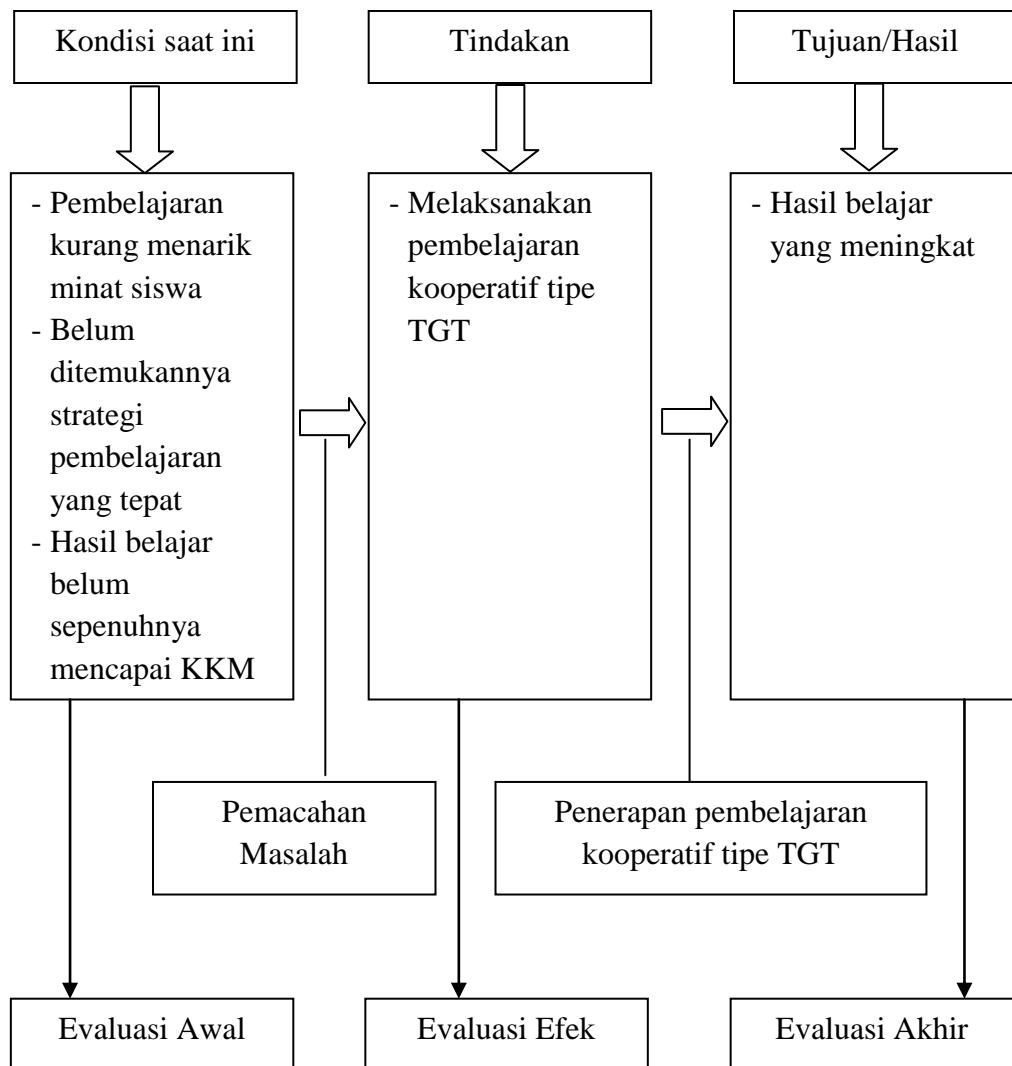 Kondisi saat ini
Tindakan
Tujuan/Hasil
- Pembelajaran
kurang menarik
minat siswa
- Belum
ditemukannya
strategi
pembelajaran
yang tepat
- Hasil belajar
belum
sepenuhnya
mencapai KKM
- Melaksanakan
pembelajaran
kooperatif tipe
TGT
- Hasil belajar
yang meningkat
Pemacahan
Masalah
Penerapan pembelajaran
kooperatif tipe TGT
Evaluasi Awal
Evaluasi Efek
Evaluasi Akhir